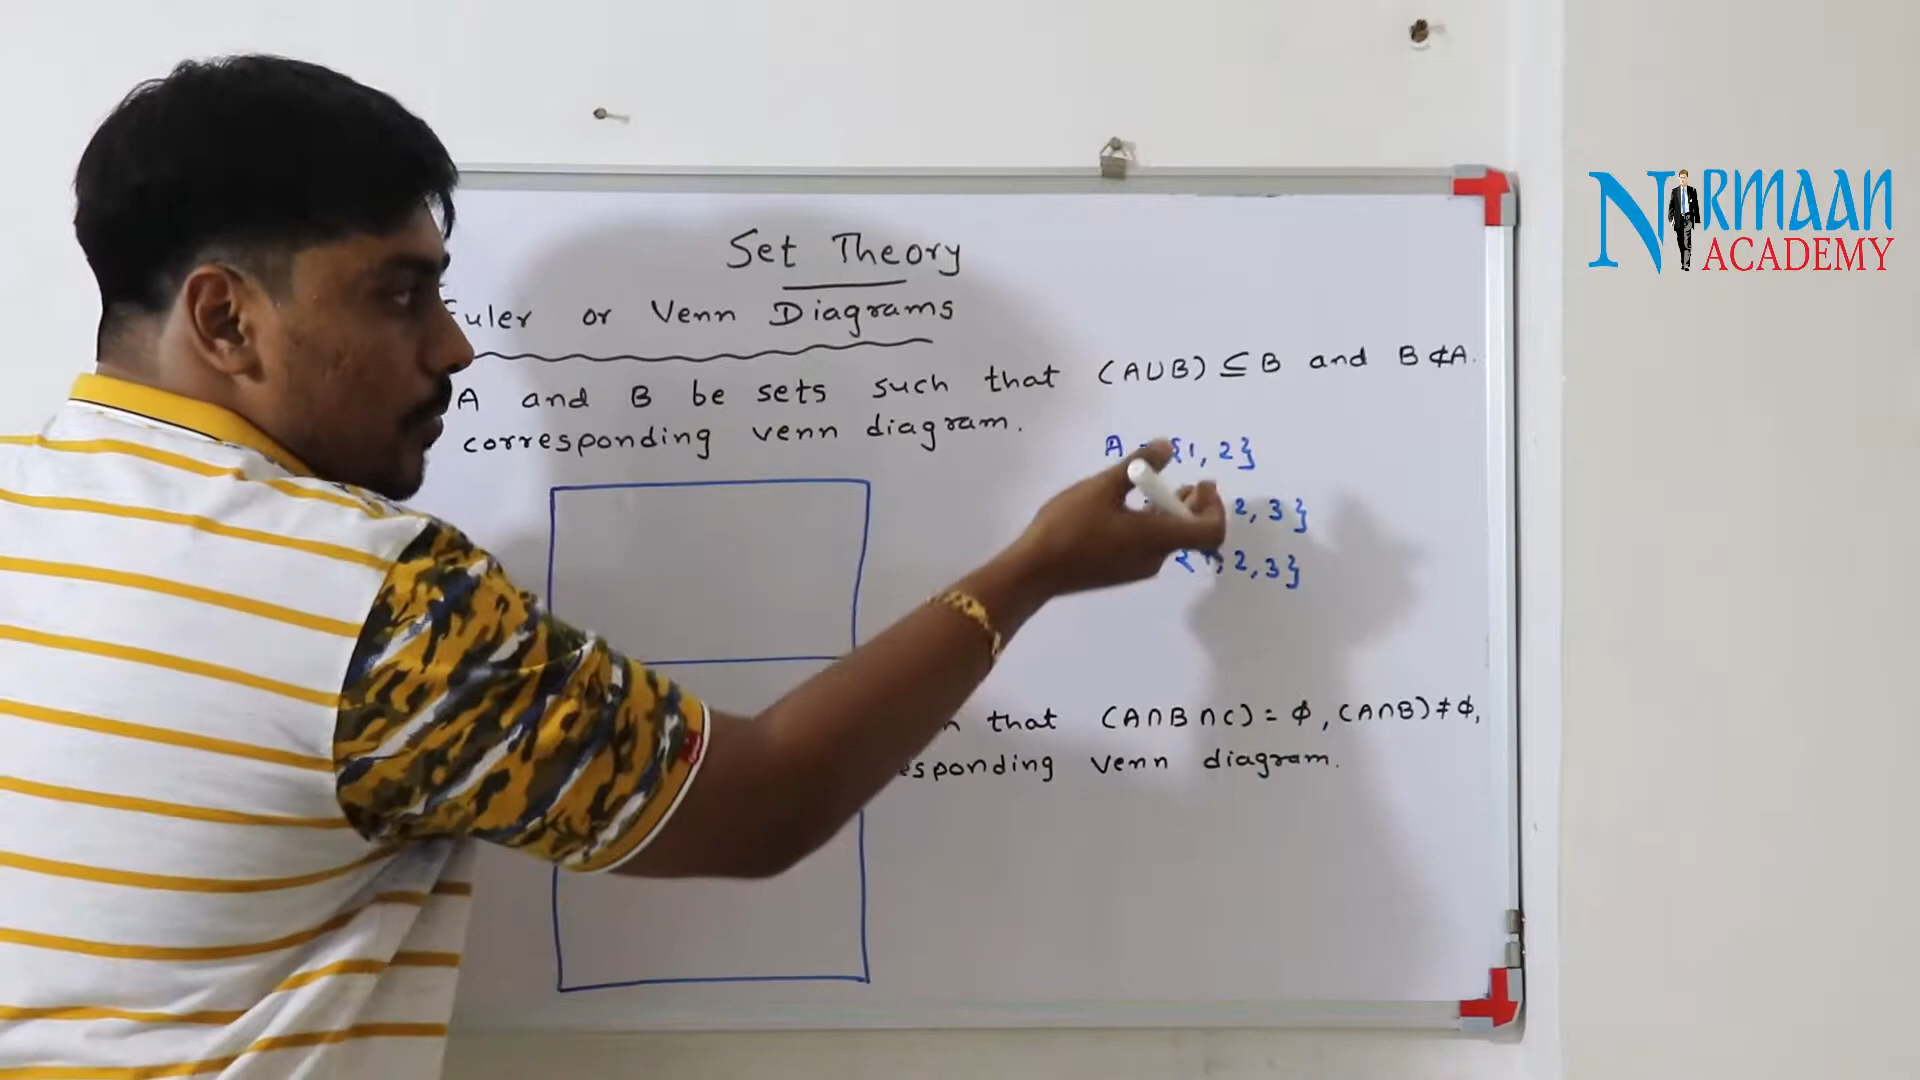 NIRMAAN
ACADEMY
Set Theory
Euler or Venn Diagrams
A and B be sets such that (A∪B) ⊆ B and B ⊄ A.
corresponding venn diagram.
A = {1, 2}
2, 3}
{1, 2, 3}
that (A∩B∩C) = ϕ, (A∩B) ≠ ϕ,
venn diagram.